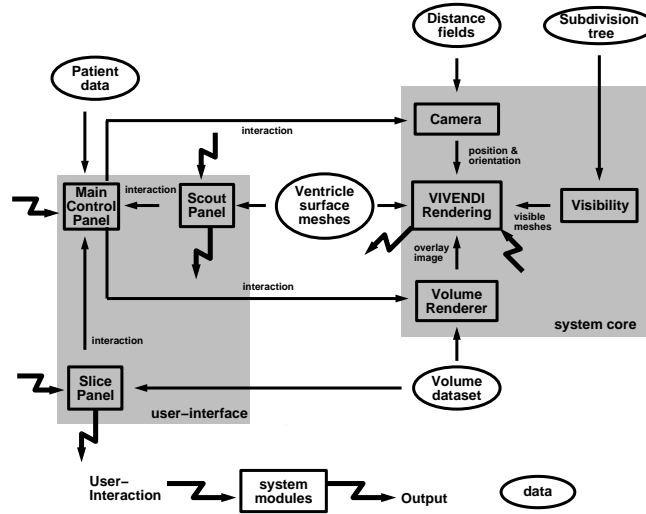 Distance
fields
Subdivision
tree
Patient
data
Camera
interaction
position &
orientation
Main
Control
Panel
interaction
Scout
Panel
Ventricle
surface
meshes
VIVENDI
Rendering
visible
meshes
Visibility
overlay
image
interaction
Volume
Renderer
system core
interaction
Slice
Panel
user–interface
Volume
dataset
User–
Interaction
system
modules
Output
data